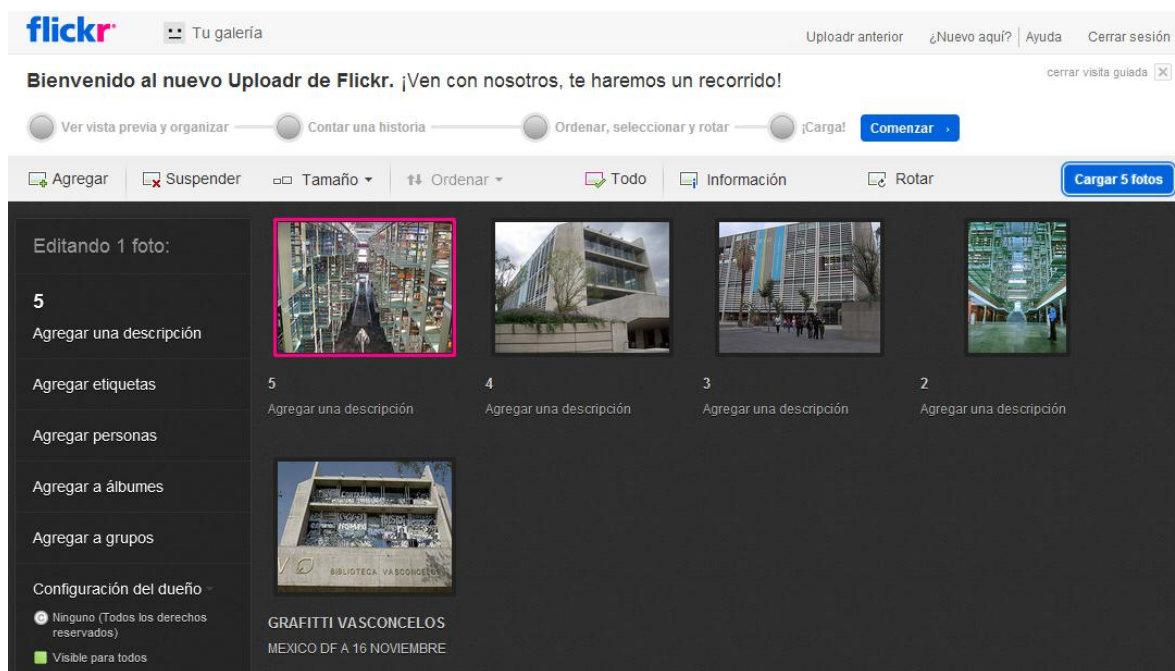 flickr
Tu galería
Uploadr anterior ¿Nuevo aquí? Ayuda Cerrar sesión
Bienvenido al nuevo Uploadr de Flickr. ¡Ven con nosotros, te haremos un recorrido!
cerrar visita guiada
Ver vista previa y organizar Contar una historia Ordenar, seleccionar y rotar ¡Carga! Comenzar
Agregar Suspender Tamaño Ordenar Todo Información Rotar Cargar 5 fotos
Editando 1 foto:
5
Agregar una descripción
Agregar etiquetas
Agregar personas
Agregar a álbumes
Agregar a grupos
Configuración del dueño
Ninguno (Todos los derechos
reservados)
Visible para todos
5
Agregar una descripción
4
Agregar una descripción
3
Agregar una descripción
2
Agregar una descripción
BIBLIOTECA VASCONCELOS
GRAFITTI VASCONCELOS
MEXICO DF A 16 NOVIEMBRE